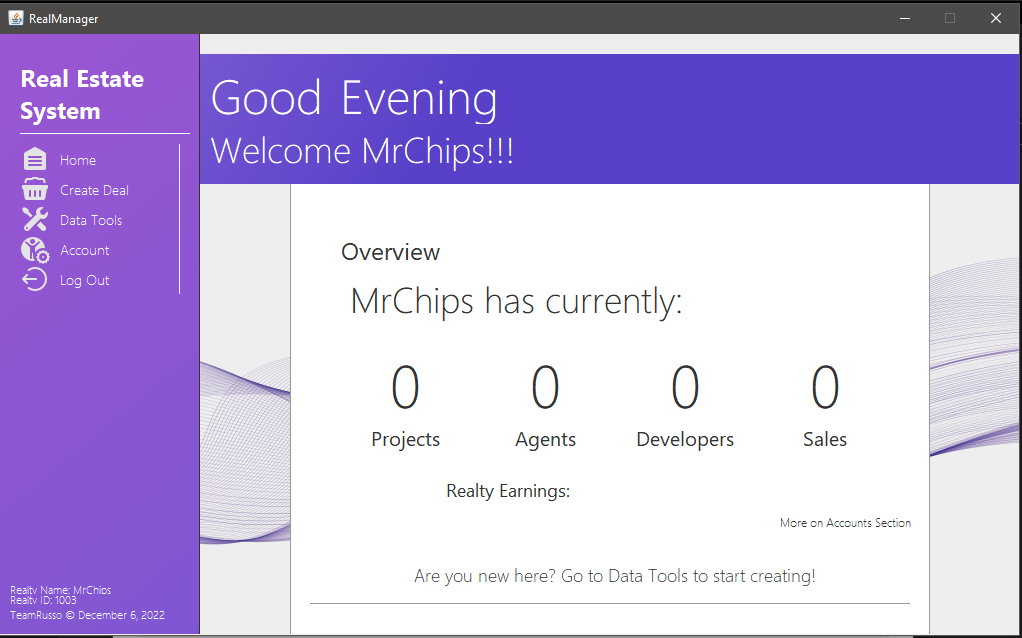 RealManager
Real Estate
System
Home
Create Deal
Data Tools
Account
Log Out
Realty Name: MrChips
Realty ID: 1003
TeamRusso © December 6, 2022
Good Evening
Welcome MrChips!!!
Overview
MrChips has currently:
0 0 0 0
Projects Agents Developers Sales
Realty Earnings:
More on Accounts Section
Are you new here? Go to Data Tools to start creating!